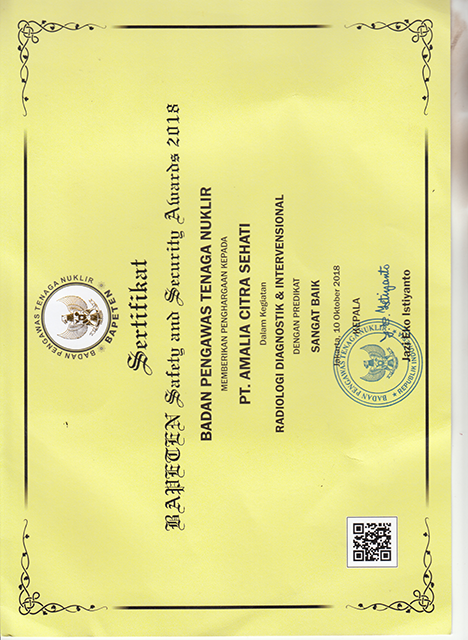 BADAN PENGAWAS TENAGA NUKLIR
BAPETEN
Sertifikat
BAPETEN Safety and Security Awards 2018
BADAN PENGAWAS TENAGA NUKLIR
MEMBERIKAN PENGHARGAAN KEPADA
PT. AMALIA CITRA SEHATI
Dalam Kegiatan
RADIOLOGI DIAGNOSTIK & INTERVENSIONAL
DENGAN PREDIKAT
SANGAT BAIK
Jakarta, 10 Oktober 2018
KEPALA
BADAN PENGAWAS TENAGA NUKLIR
REPUBLIK
Istiyanto
Jazi Eko Istiyanto